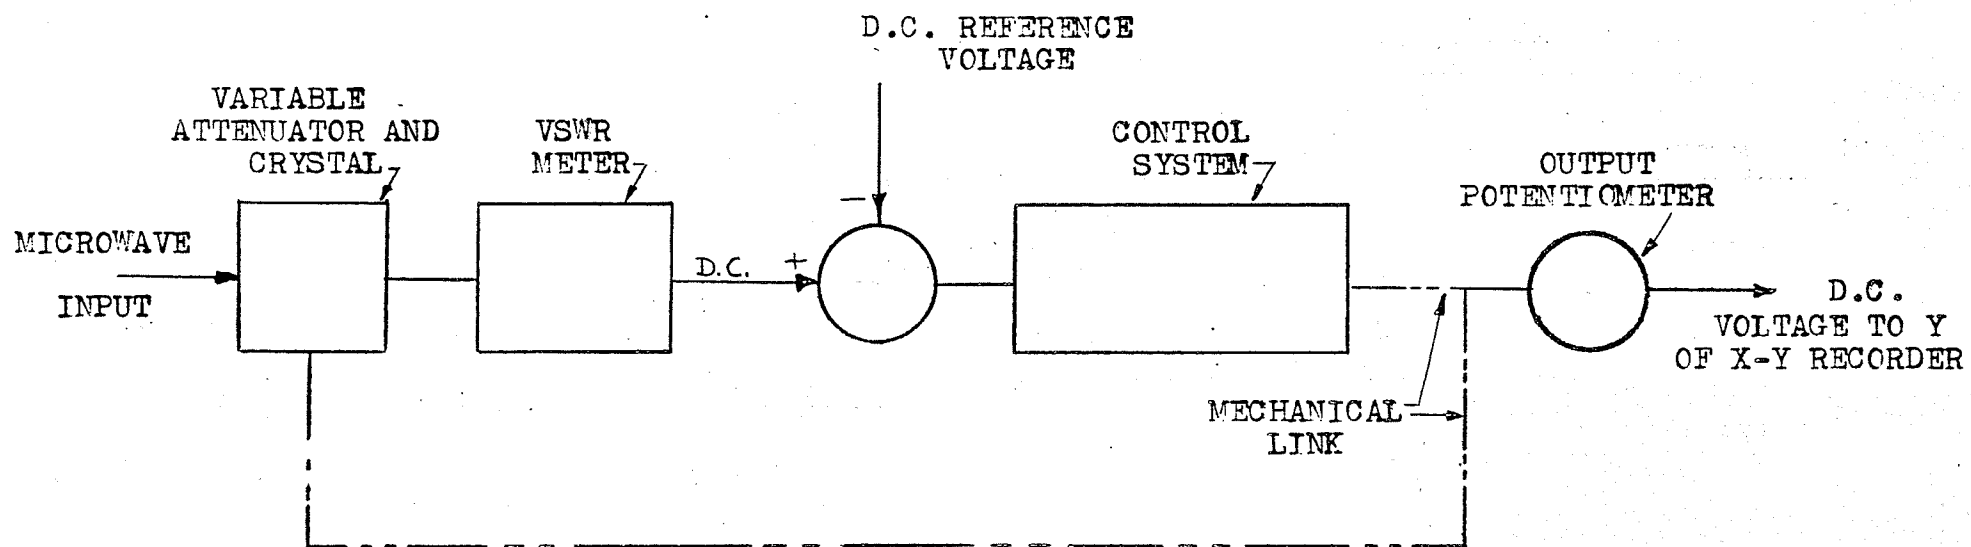 D.C. REFERENCE
VOLTAGE
VARIABLE
ATTENUATOR AND
CRYSTAL
VSWR
METER
CONTROL
SYSTEM
OUTPUT
POTENTIOMETER
MICROWAVE
INPUT
D.C.
+
−
D.C.
VOLTAGE TO Y
OF X-Y RECORDER
MECHANICAL
LINK